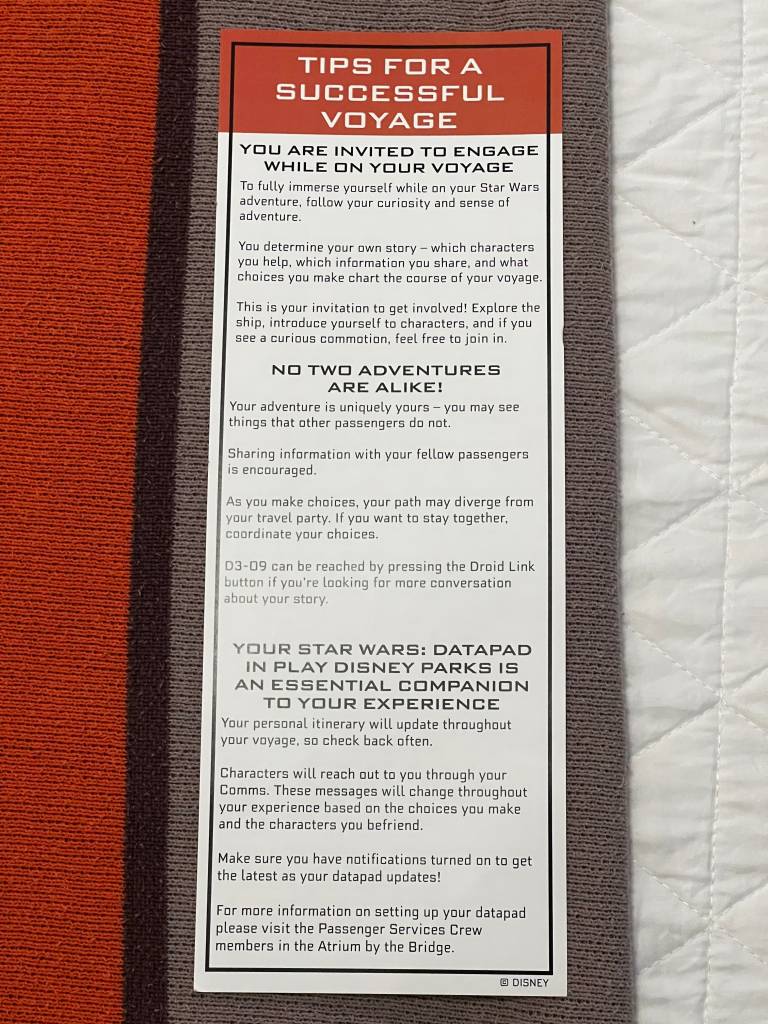 TIPS FOR A
SUCCESSFUL
VOYAGE
YOU ARE INVITED TO ENGAGE
WHILE ON YOUR VOYAGE
To fully immerse yourself while on your Star Wars
adventure, follow your curiosity and sense of
adventure.
You determine your own story – which characters
you help, which information you share, and what
choices you make chart the course of your voyage.
This is your invitation to get involved! Explore the
ship, introduce yourself to characters, and if you
see a curious commotion, feel free to join in.
NO TWO ADVENTURES
ARE ALIKE!
Your adventure is uniquely yours – you may see
things that other passengers do not.
Sharing information with your fellow passengers
is encouraged.
As you make choices, your path may diverge from
your travel party. If you want to stay together,
coordinate your choices.
D3-09 can be reached by pressing the Droid Link
button if you're looking for more conversation
about your story.
YOUR STAR WARS: DATAPAD
IN PLAY DISNEY PARKS IS
AN ESSENTIAL COMPANION
TO YOUR EXPERIENCE
Your personal itinerary will update throughout
your voyage, so check back often.
Characters will reach out to you through your
Comms. These messages will change throughout
your experience based on the choices you make
and the characters you befriend.
Make sure you have notifications turned on to get
the latest as your datapad updates!
For more information on setting up your datapad
please visit the Passenger Services Crew
members in the Atrium by the Bridge.
© DISNEY